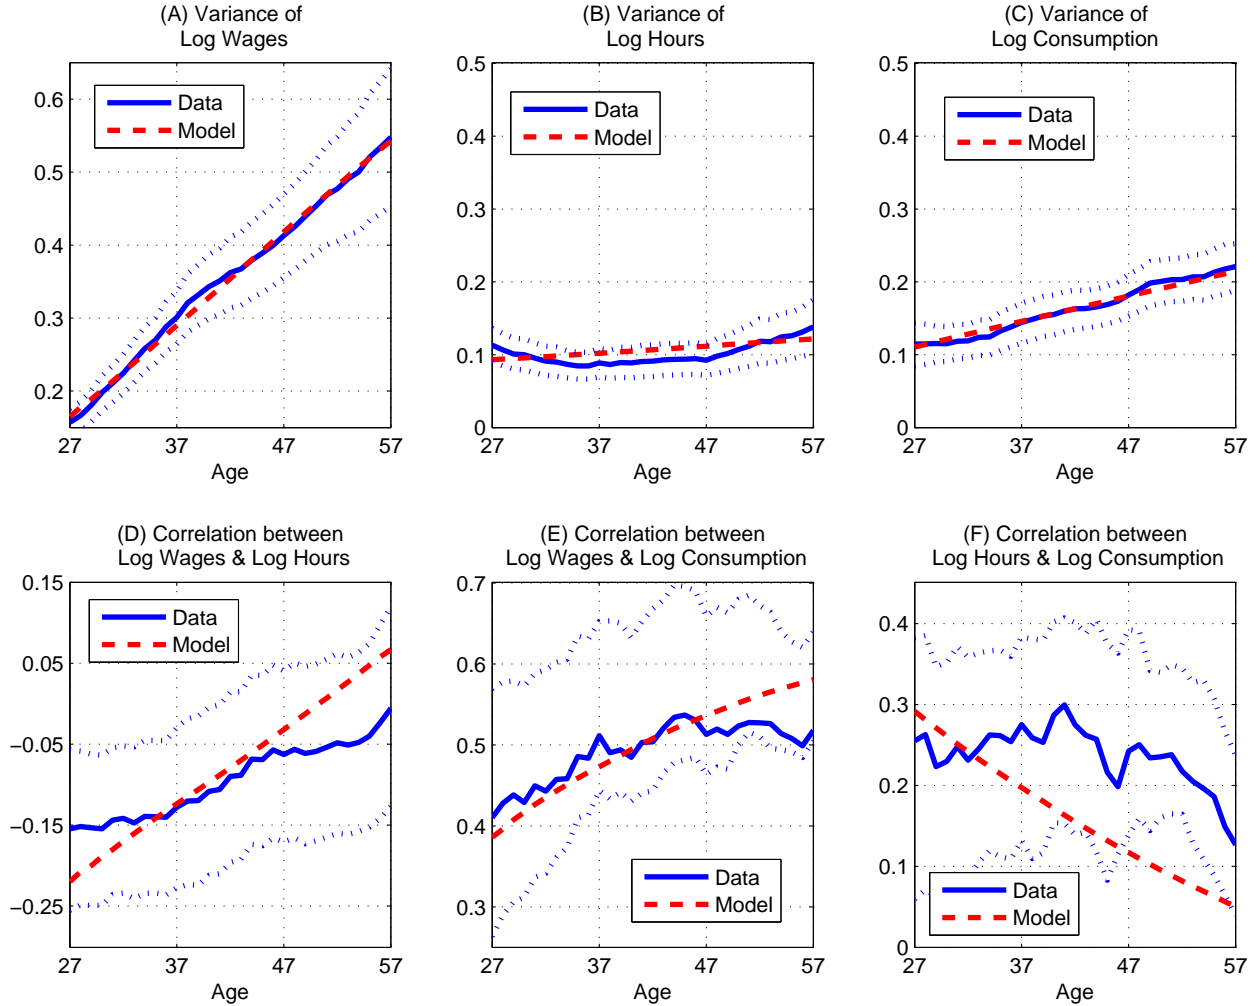 (A) Variance of
Log Wages
(B) Variance of
Log Hours
(C) Variance of
Log Consumption
0.6
0.5
0.4
0.3
0.2
27
37
47
57
Age
Data
Model
0.5
0.4
0.3
0.2
0.1
0
27
37
47
57
Age
Data
Model
0.5
0.4
0.3
0.2
0.1
0
27
37
47
57
Age
Data
Model
(D) Correlation between
Log Wages & Log Hours
(E) Correlation between
Log Wages & Log Consumption
(F) Correlation between
Log Hours & Log Consumption
0.15
0.05
−0.05
−0.15
−0.25
27
37
47
57
Age
Data
Model
0.7
0.6
0.5
0.4
0.3
27
37
47
57
Age
Data
Model
0.4
0.3
0.2
0.1
0
27
37
47
57
Age
Data
Model